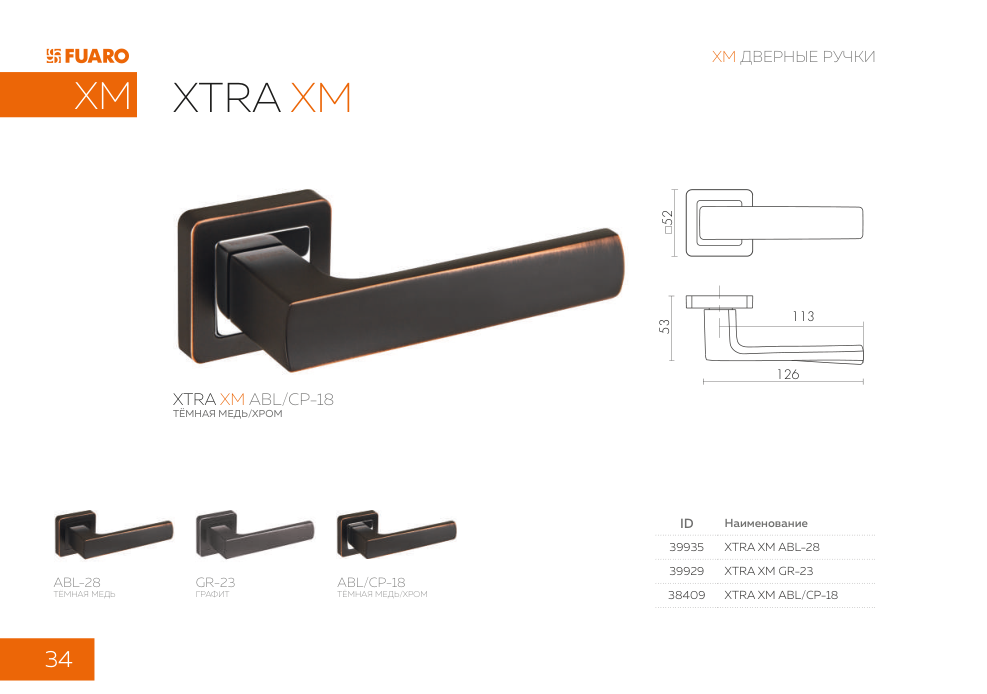 FUARO
XM ДВЕРНЫЕ РУЧКИ
XM
XTRA XM
□52
53
113
126
XTRA XM ABL/CP-18
ТЁМНАЯ МЕДЬ/ХРОМ
ABL-28
ТЕМНАЯ МЕДЬ
GR-23
ГРАФИТ
ABL/CP-18
ТЕМНАЯ МЕДЬ/ХРОМ
ID Наименование
39935 XTRA XM ABL-28
39929 XTRA XM GR-23
38409 XTRA XM ABL/CP-18
34